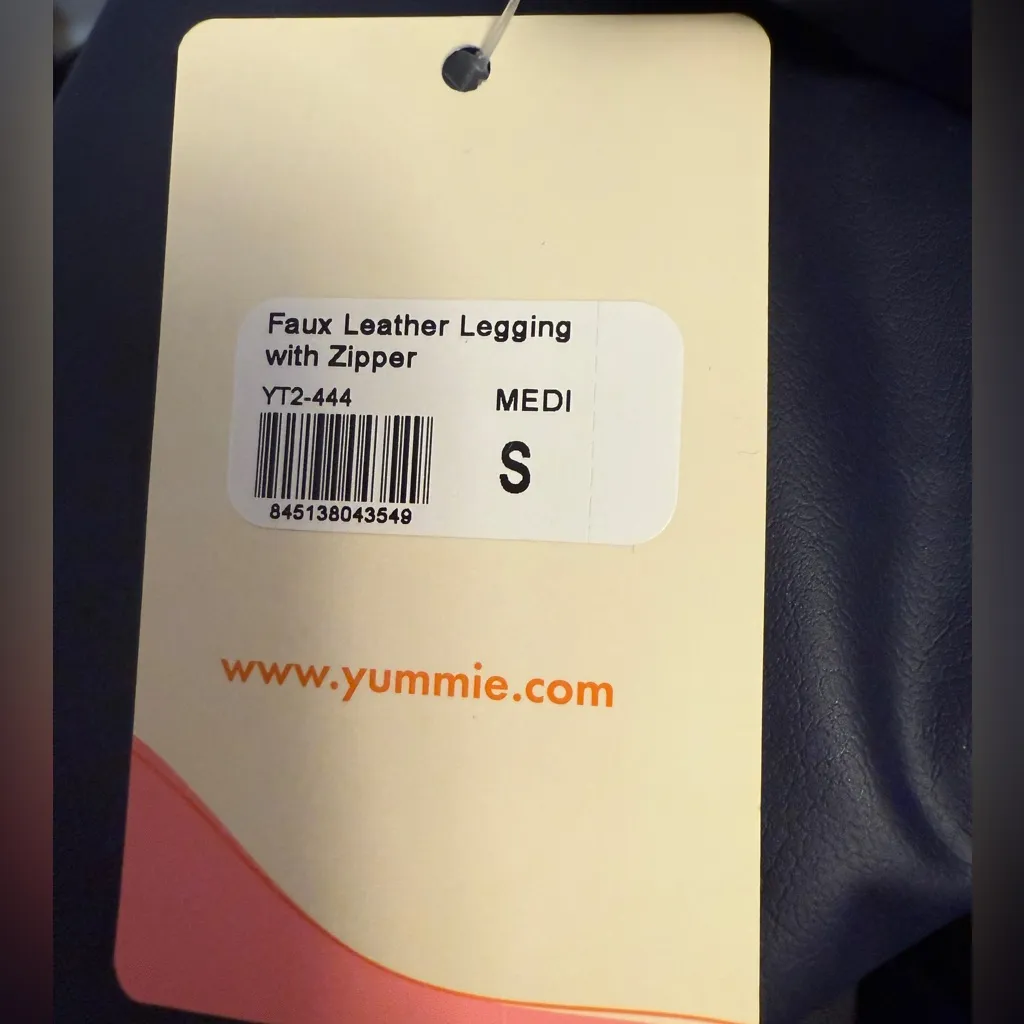 Faux Leather Legging
with Zipper
YT2-444
MEDI
S
845138043549
www.yummie.com